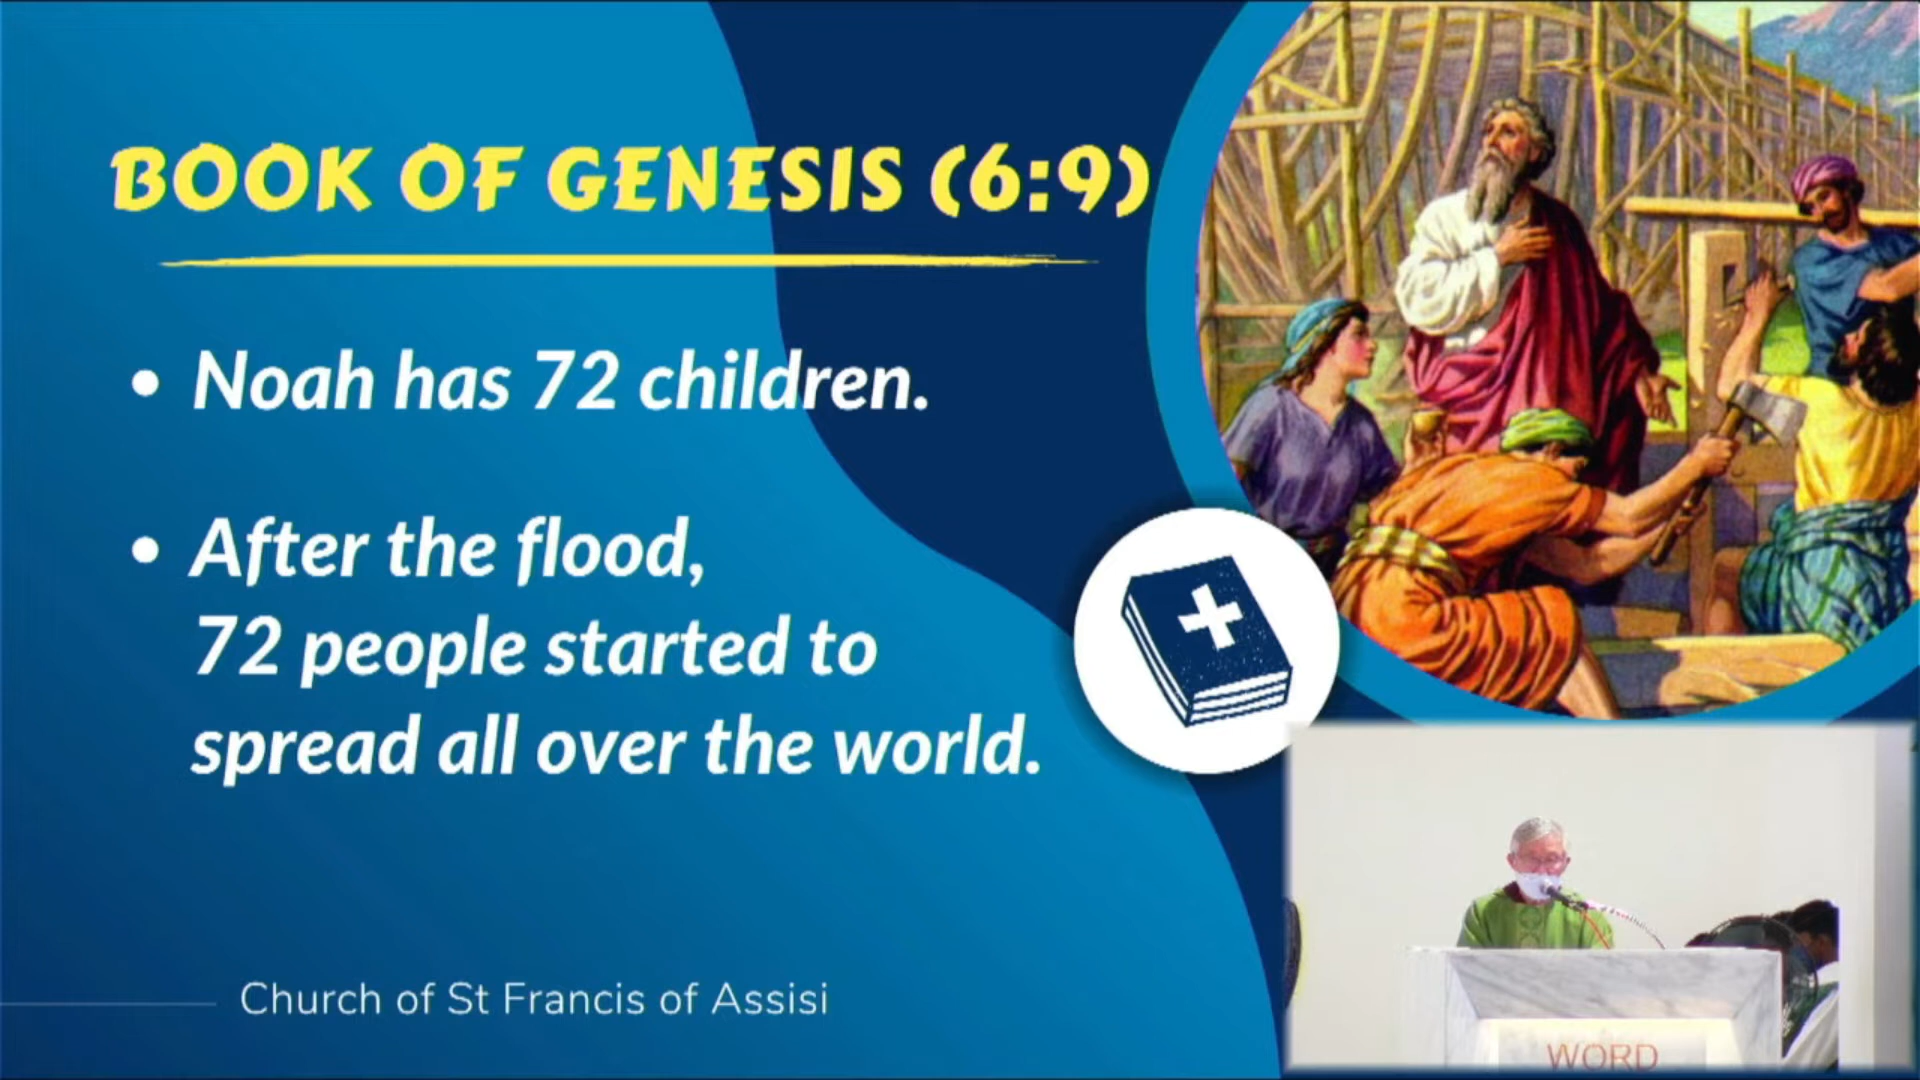 BOOK OF GENESIS (6:9)
• Noah has 72 children.
• After the flood,
72 people started to
spread all over the world.
Church of St Francis of Assisi
WORD